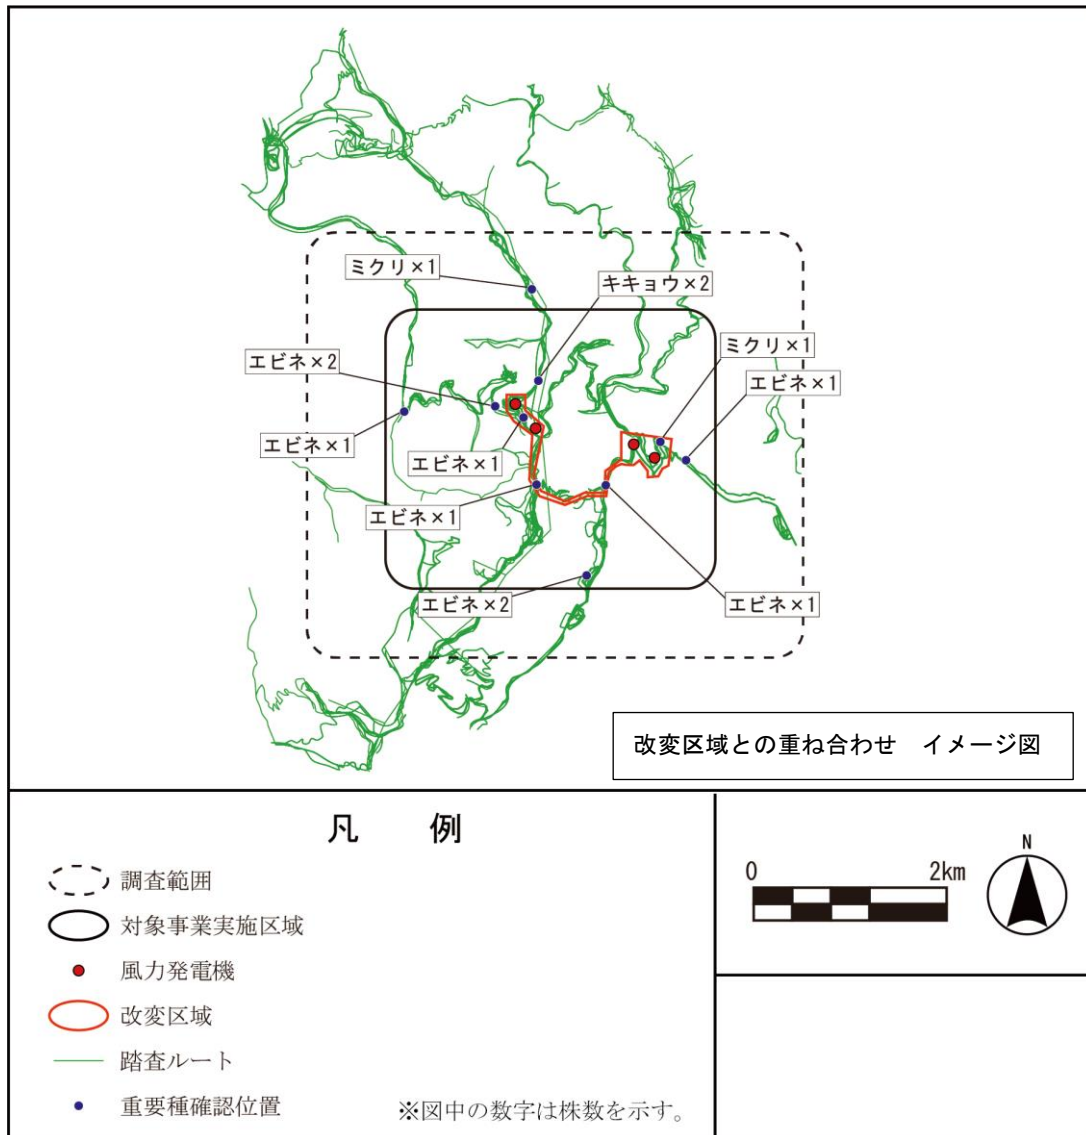 ミクリ×1
キキョウ×2
ミクリ×1
エビネ×2
エビネ×1
エビネ×1
エビネ×1
エビネ×1
エビネ×2
エビネ×1
改変区域との重ね合わせ　イメージ図
凡　例
調査範囲
対象事業実施区域
風力発電機
改変区域
踏査ルート
重要種確認位置
※図中の数字は株数を示す。
0 2km
N